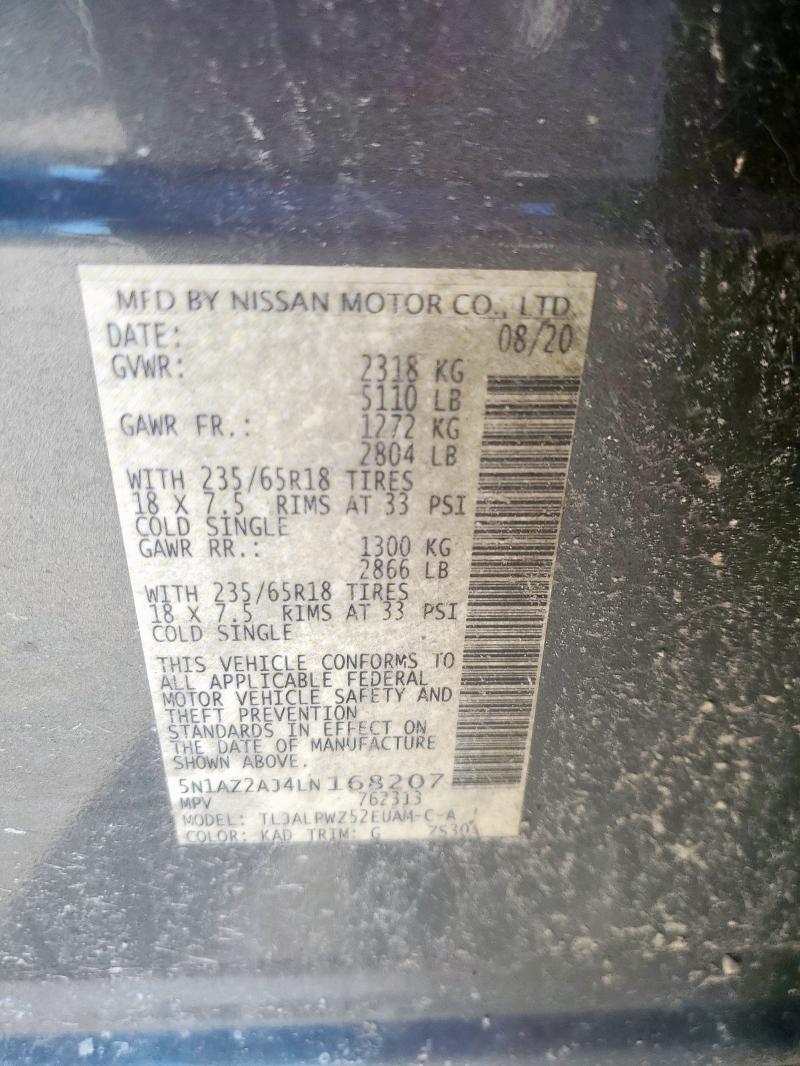 MFD BY NISSAN MOTOR CO., LTD.
DATE: 08/20
GVWR: 2318 KG
5110 LB
GAWR FR.: 1272 KG
2804 LB
WITH 235/65R18 TIRES
18 X 7.5 RIMS AT 33 PSI
COLD SINGLE
GAWR RR.: 1300 KG
2866 LB
WITH 235/65R18 TIRES
18 X 7.5 RIMS AT 33 PSI
COLD SINGLE
THIS VEHICLE CONFORMS TO
ALL APPLICABLE FEDERAL
MOTOR VEHICLE SAFETY AND
THEFT PREVENTION
STANDARDS IN EFFECT ON
THE DATE OF MANUFACTURE
SHOWN ABOVE.
5N1AZ2AJ4LN168207
MPV 762313
MODEL: TL3ALPWZ52EUAM-C-A
COLOR: KAD TRIM: G